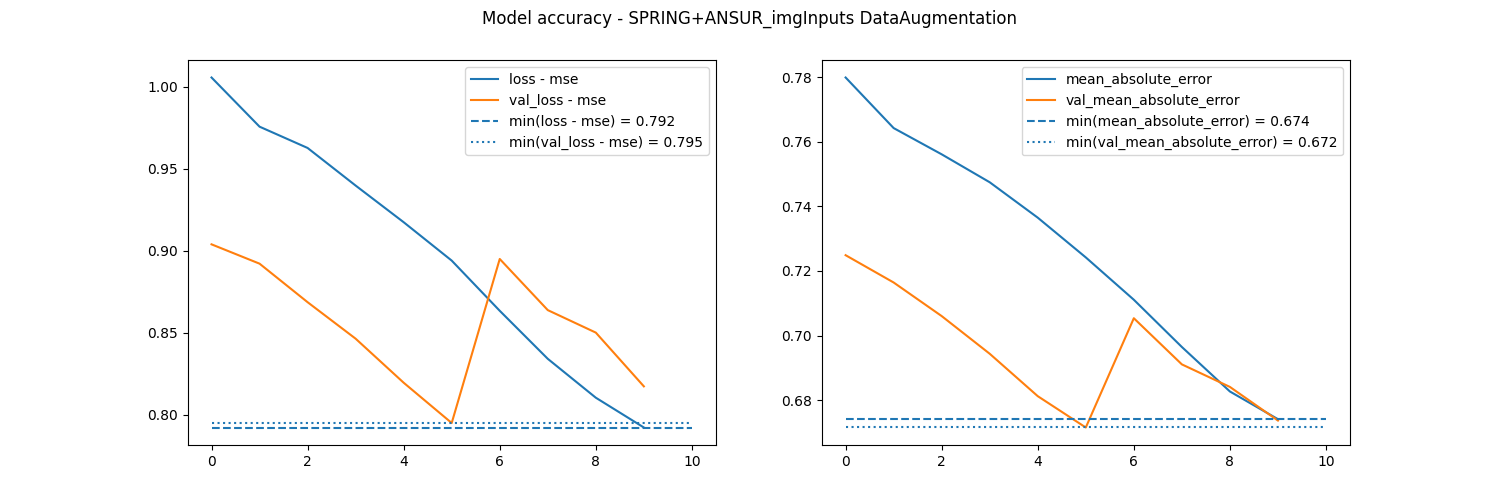 Model accuracy - SPRING+ANSUR_imgInputs DataAugmentation
loss - mse
val_loss - mse
min(loss - mse) = 0.792
min(val_loss - mse) = 0.795
1.00
0.95
0.90
0.85
0.80
0 2 4 6 8 10
mean_absolute_error
val_mean_absolute_error
min(mean_absolute_error) = 0.674
min(val_mean_absolute_error) = 0.672
0.78
0.76
0.74
0.72
0.70
0.68
0 2 4 6 8 10